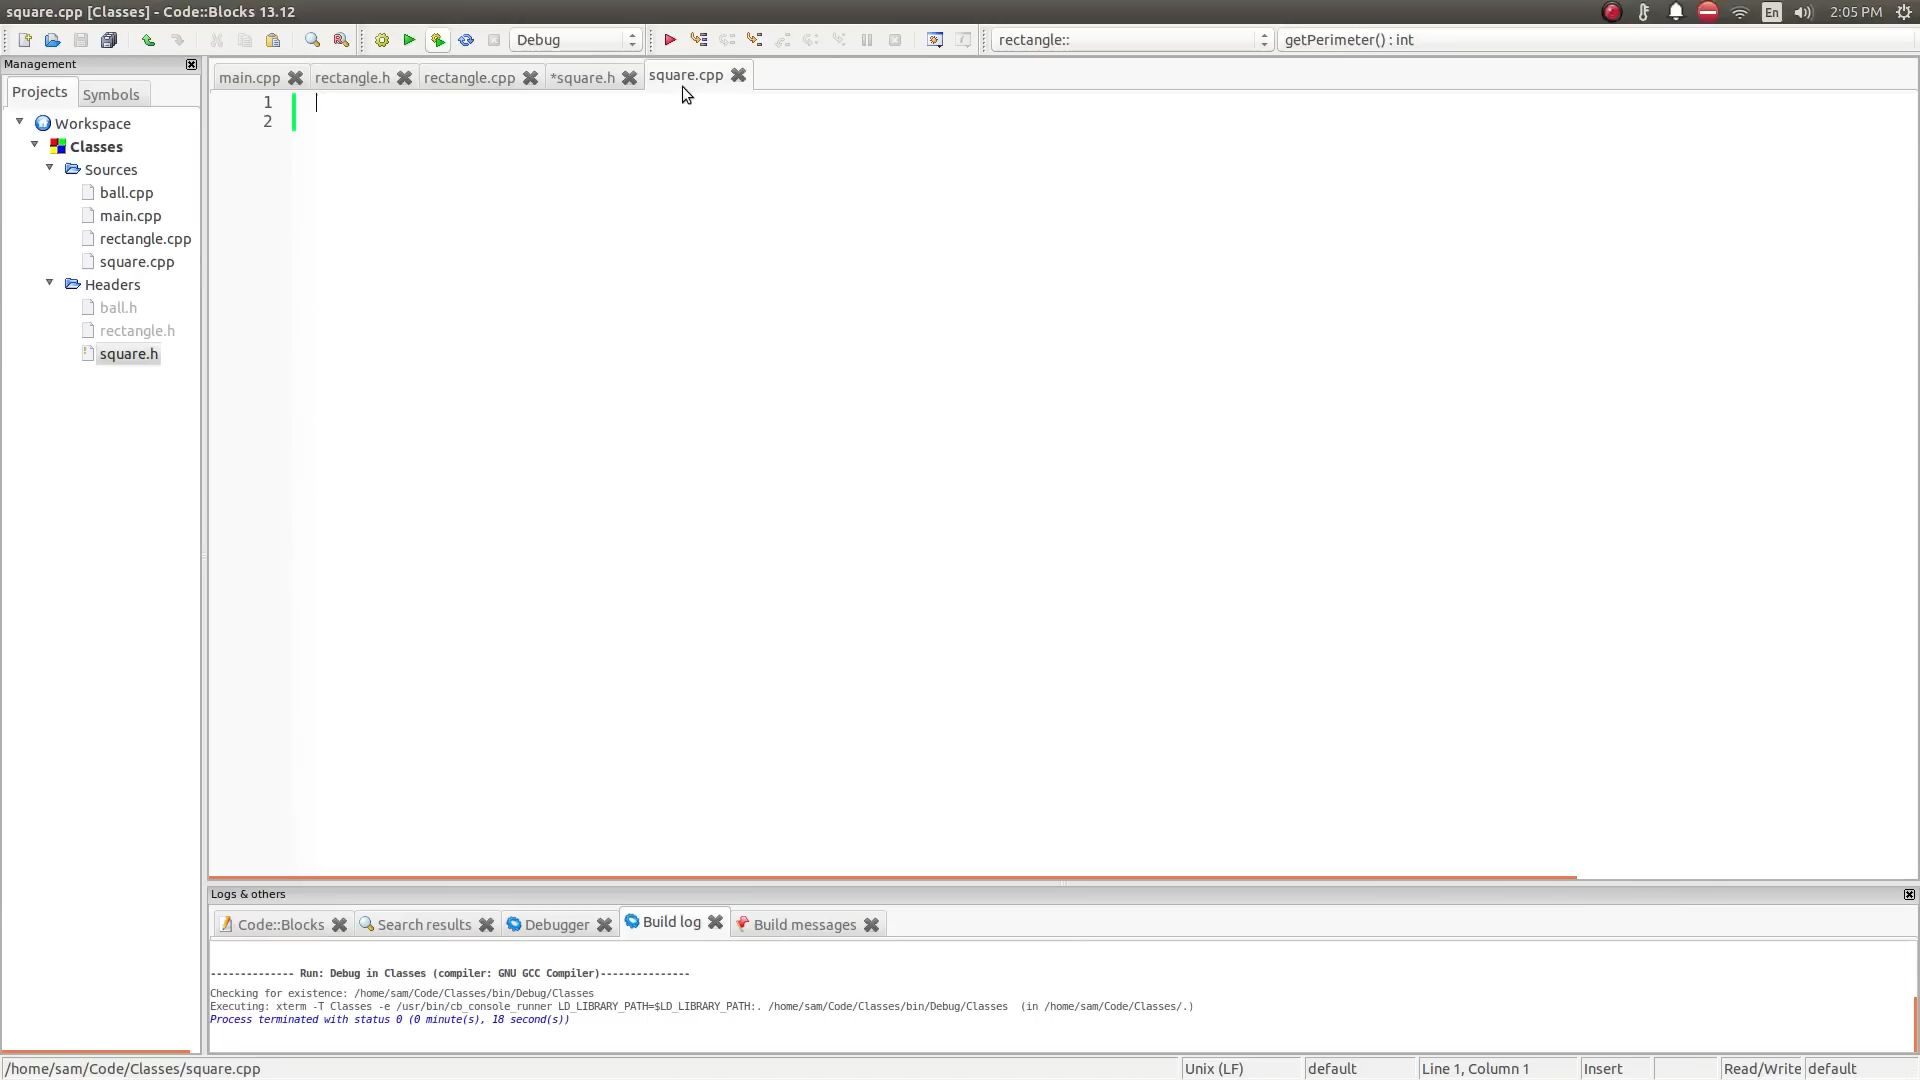 square.cpp [Classes] - Code::Blocks 13.12
En
2:05 PM
Debug
rectangle::
getPerimeter() : int
Management
Projects
Symbols
Workspace
Classes
Sources
ball.cpp
main.cpp
rectangle.cpp
square.cpp
Headers
ball.h
rectangle.h
square.h
main.cpp
rectangle.h
rectangle.cpp
*square.h
square.cpp
1
2
Logs & others
Code::Blocks
Search results
Debugger
Build log
Build messages
-------------- Run: Debug in Classes (compiler: GNU GCC Compiler)---------------
Checking for existence: /home/sam/Code/Classes/bin/Debug/Classes
Executing: xterm -T Classes -e /usr/bin/cb_console_runner LD_LIBRARY_PATH=$LD_LIBRARY_PATH:. /home/sam/Code/Classes/bin/Debug/Classes  (in /home/sam/Code/Classes/.)
Process terminated with status 0 (0 minute(s), 18 second(s))
/home/sam/Code/Classes/square.cpp
Unix (LF)
default
Line 1, Column 1
Insert
Read/Write
default